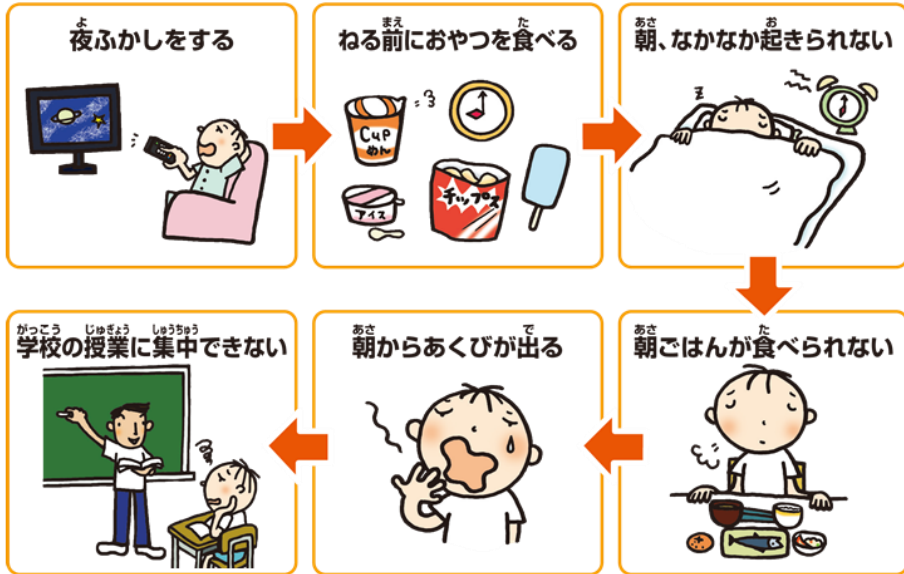 夜ふかしをする
ねる前におやつを食べる
Cup
めん
アイス
チップス
朝、なかなか起きられない
z
朝ごはんが食べられない
朝からあくびが出る
学校の授業に集中できない